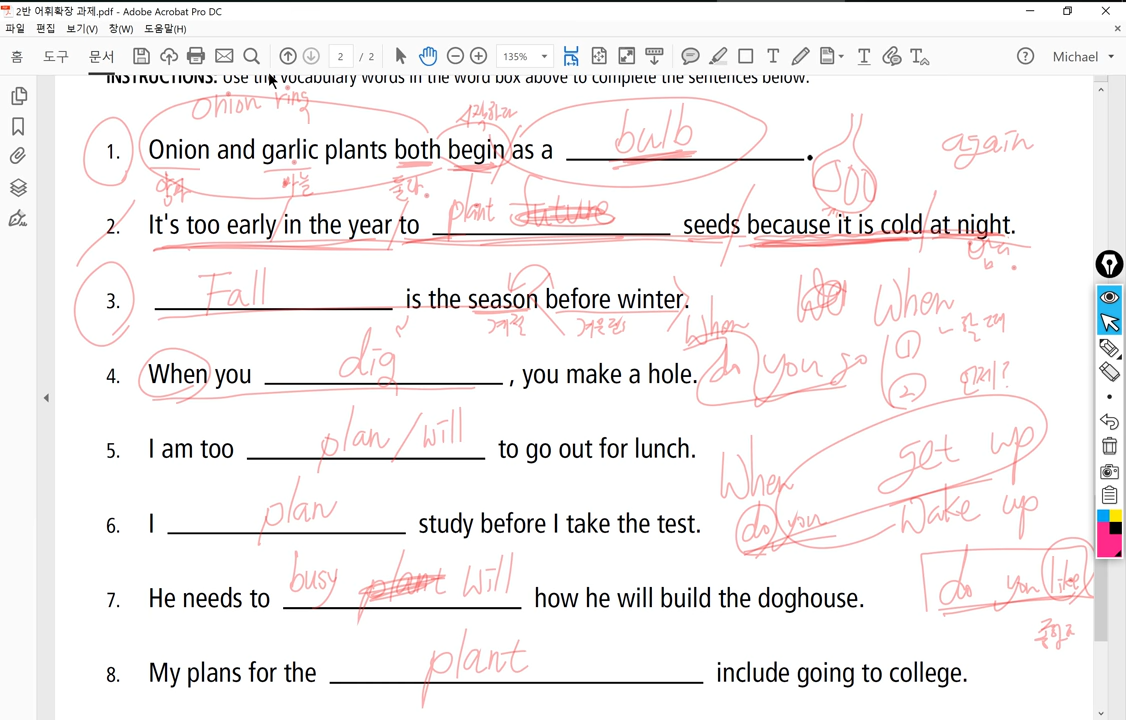 2반 어휘확장 과제.pdf - Adobe Acrobat Pro DC
파일 편집 보기(V) 창(W) 도움말(H)
홈 도구 문서 2 / 2 135% Michael
INSTRUCTIONS: Use the vocabulary words in the word box above to complete the sentences below.
Onion ring
시작하다
1. Onion and garlic plants both begin as a bulb.
again
양파 마늘 둘다
2. It's too early in the year to plant future seeds because it is cold at night.
밤에
3. Fall is the season before winter.
계절 겨울전
When
When
~할 때
4. When you dig, you make a hole.
do you go
① ② 언제?
5. I am too plan/will to go out for lunch.
get up
When
do you
Wake up
6. I plan study before I take the test.
7. He needs to busy plant will how he will build the doghouse.
do you like
8. My plans for the plant include going to college.